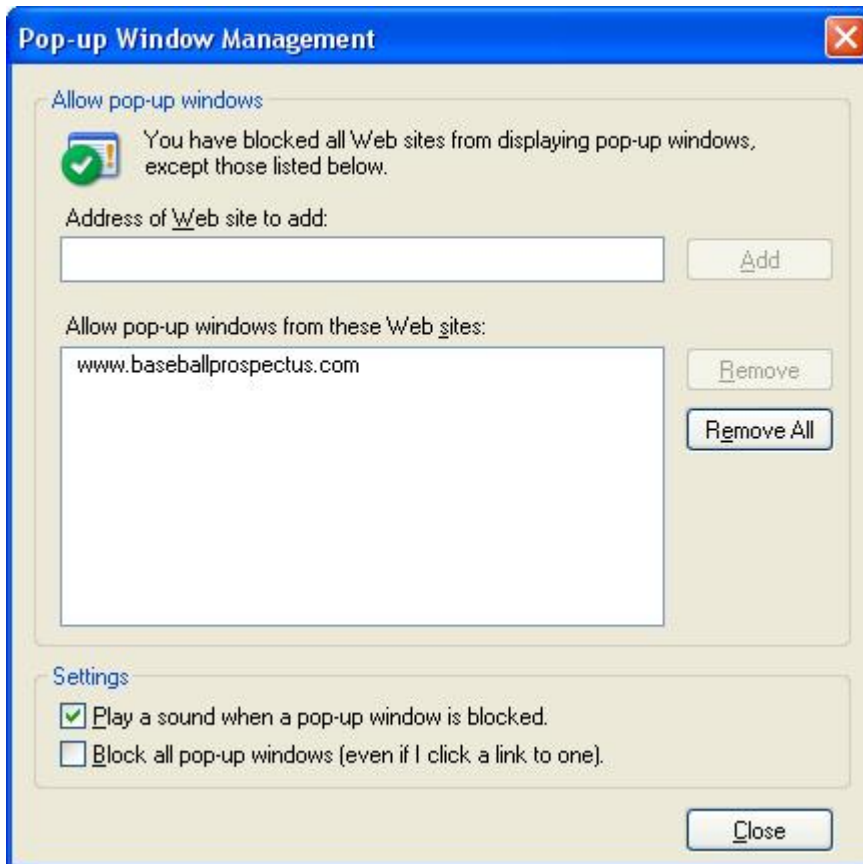 Pop-up Window Management
Allow pop-up windows
You have blocked all Web sites from displaying pop-up windows,
except those listed below.
Address of Web site to add:
Add
Allow pop-up windows from these Web sites:
www.baseballprospectus.com
Remove
Remove All
Settings
Play a sound when a pop-up window is blocked.
Block all pop-up windows (even if I click a link to one).
Close